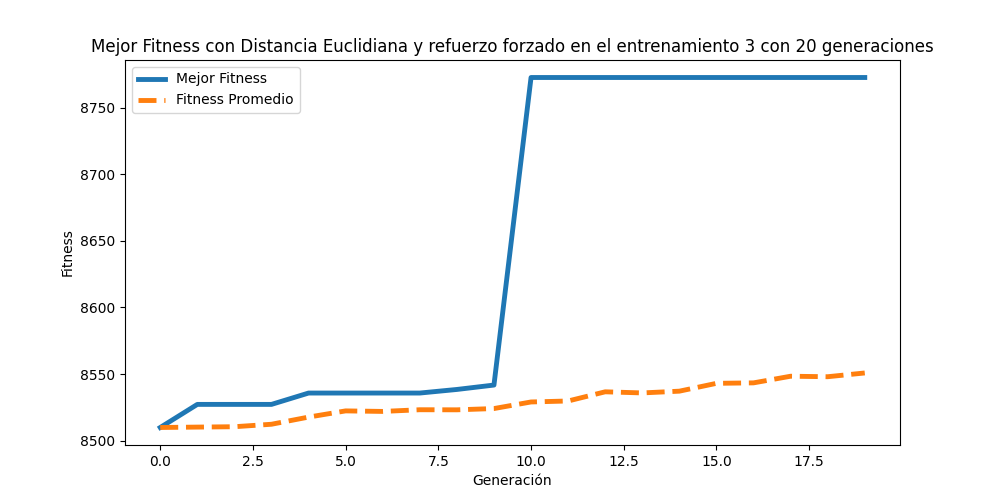 Mejor Fitness con Distancia Euclidiana y refuerzo forzado en el entrenamiento 3 con 20 generaciones
Mejor Fitness
Fitness Promedio
8750
8700
8650
8600
8550
8500
Fitness
0.0 2.5 5.0 7.5 10.0 12.5 15.0 17.5
Generación